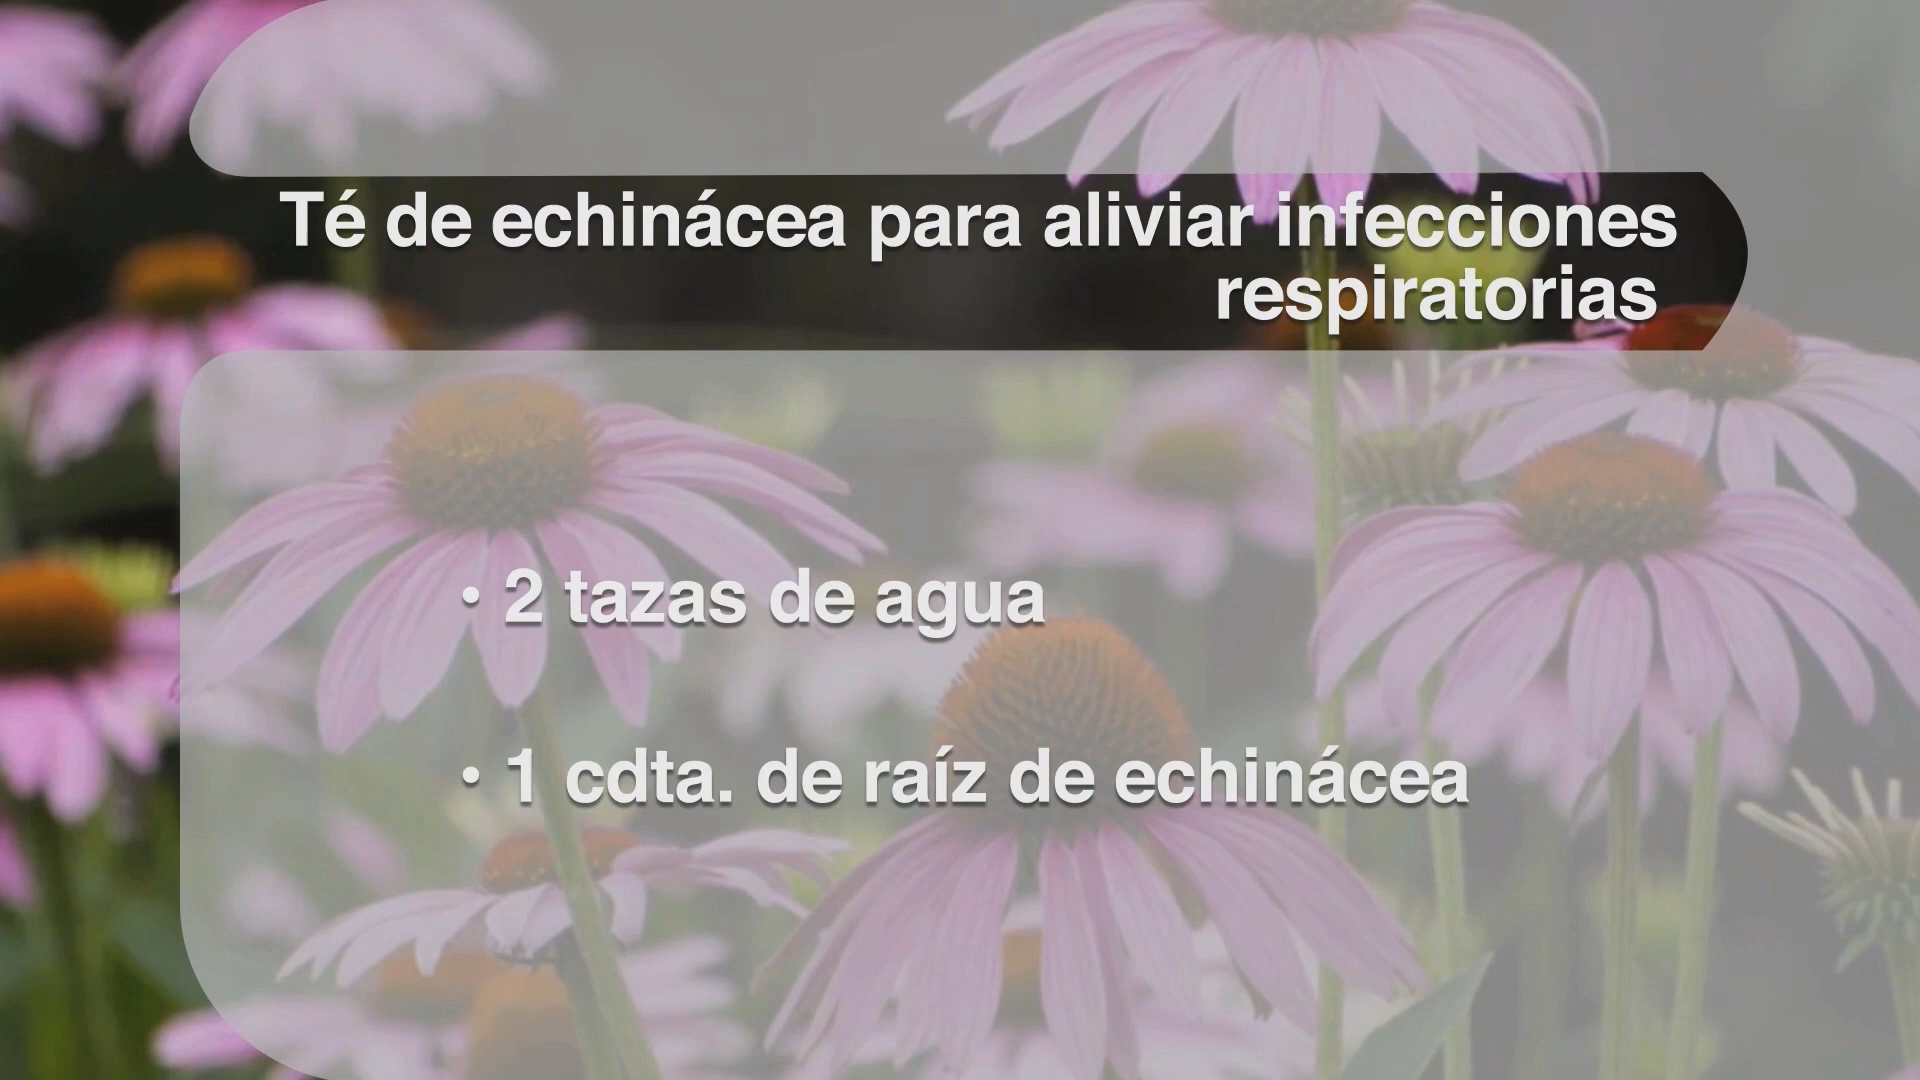 Té de echinácea para aliviar infecciones
respiratorias
• 2 tazas de agua
• 1 cdta. de raíz de echinácea